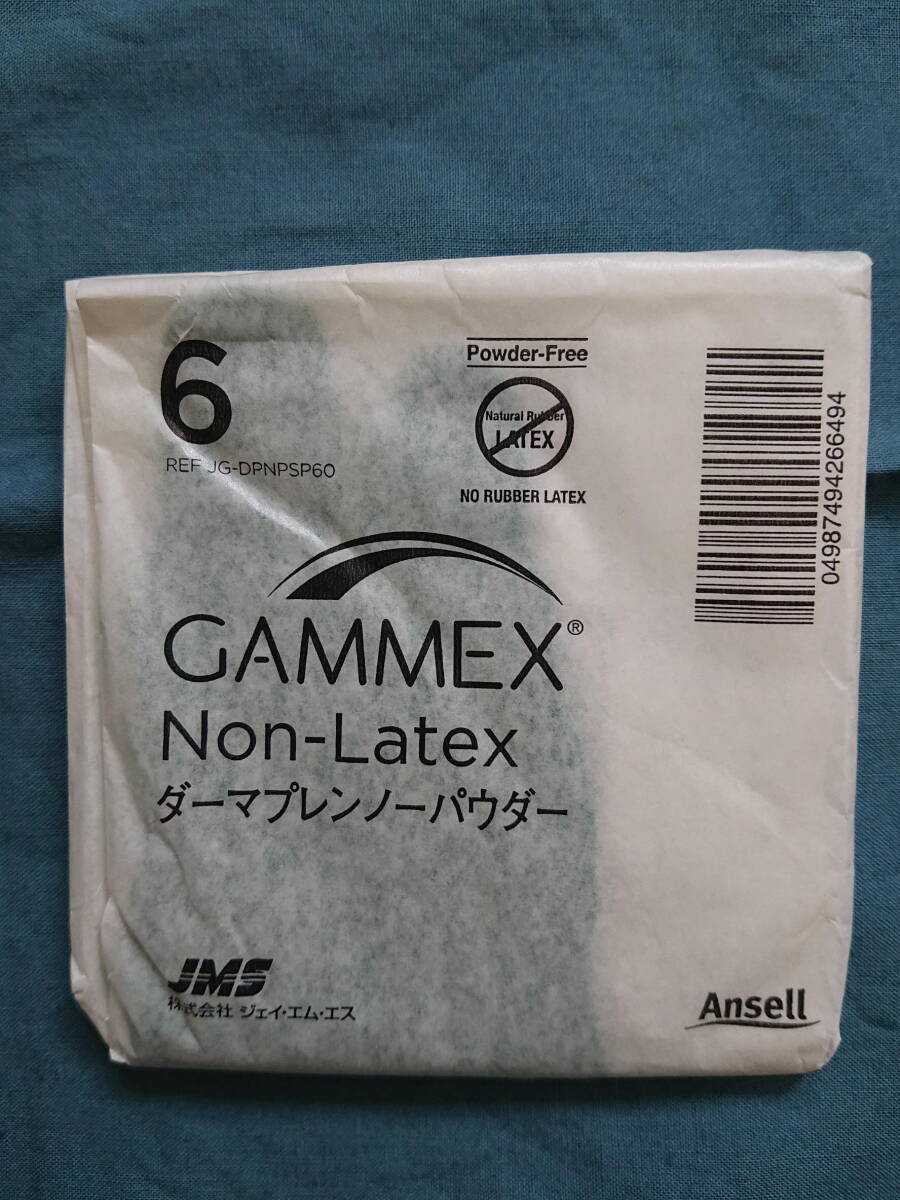 6
REF JG-DPNPSP60
Powder-Free
Natural Rubber
LATEX
NO RUBBER LATEX
04987494266494
GAMMEX®
Non-Latex
ダーマプレンノーパウダー
JMS
株式会社 ジェイ・エム・エス
Ansell